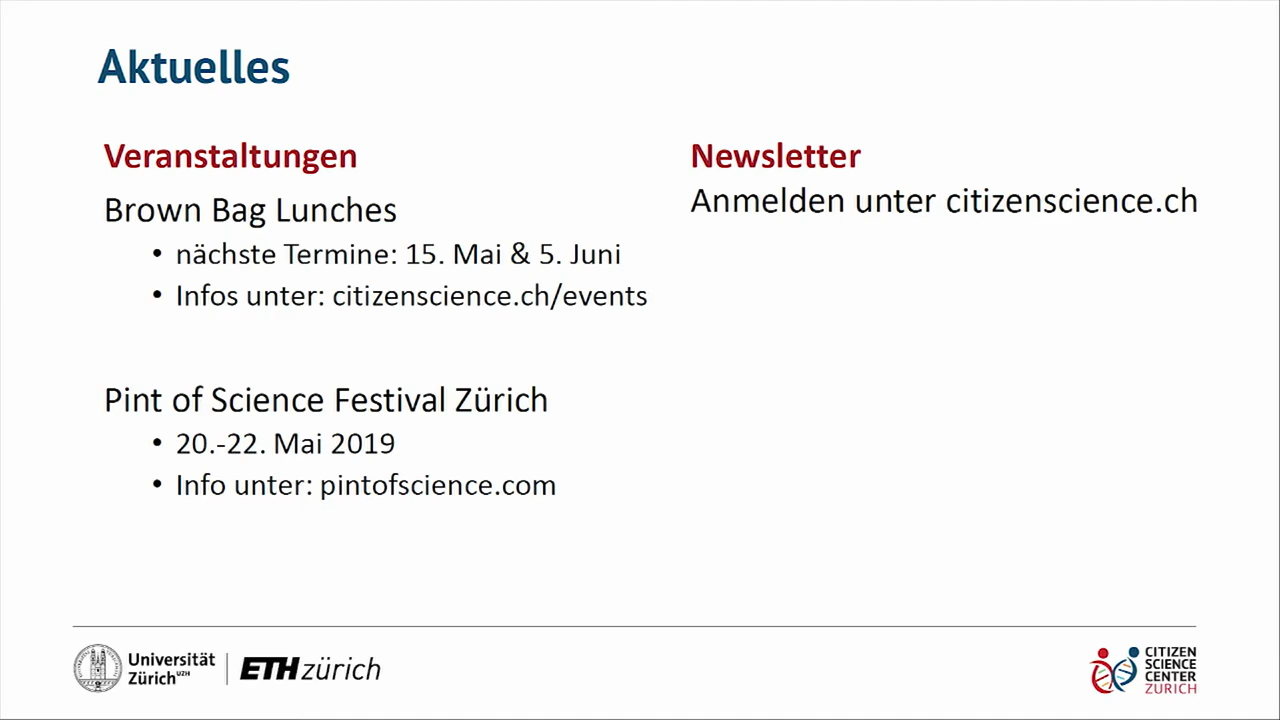 Aktuelles
Veranstaltungen
Brown Bag Lunches
• nächste Termine: 15. Mai & 5. Juni
• Infos unter: citizenscience.ch/events
Pint of Science Festival Zürich
• 20.-22. Mai 2019
• Info unter: pintofscience.com
Newsletter
Anmelden unter citizenscience.ch
Universität
Zürich UZH
ETH zürich
CITIZEN
SCIENCE
CENTER
ZURICH